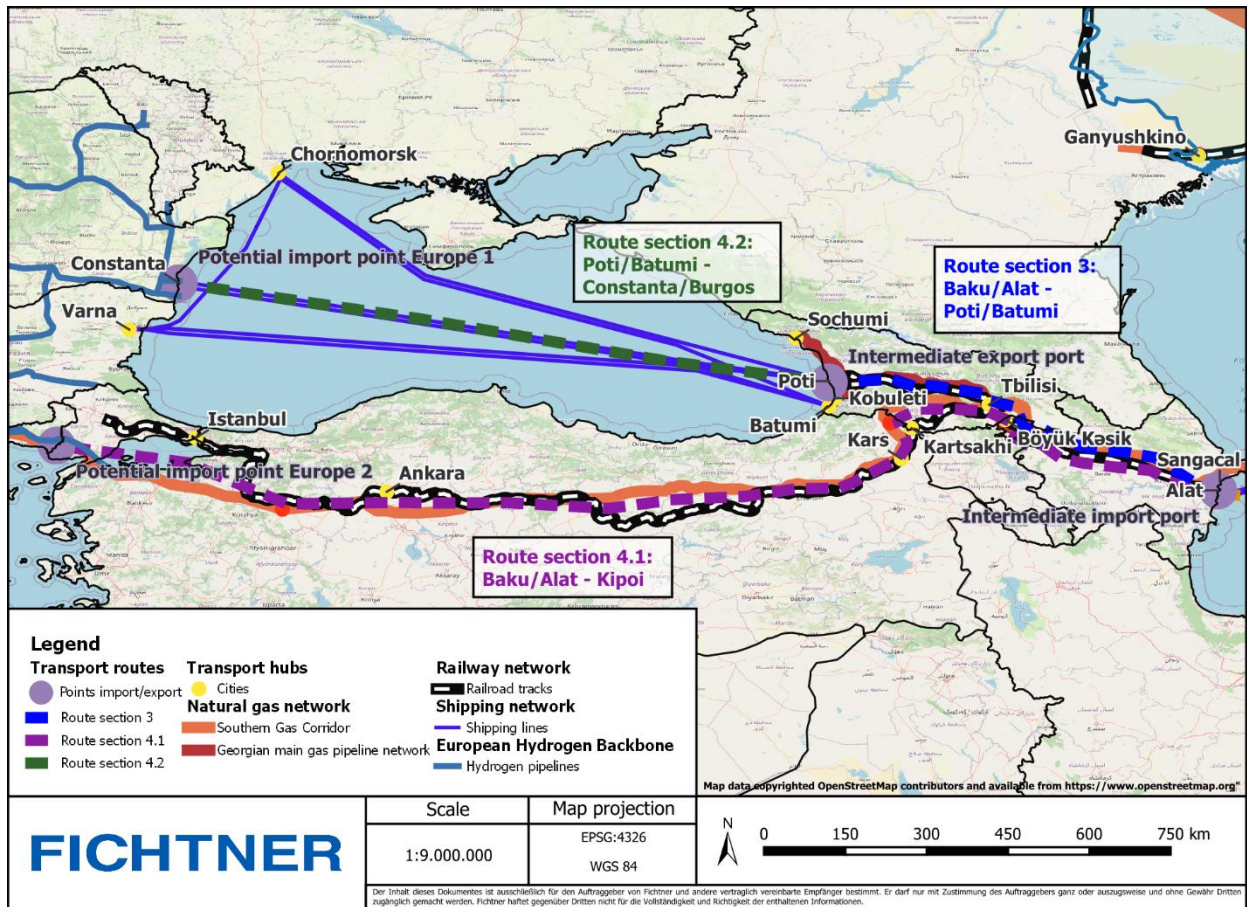 Ganyushkino
Chornomorsk
Potential import point Europe 1
Constanta
Varna
Route section 4.2:
Poti/Batumi -
Constanta/Burgos
Route section 3:
Baku/Alat -
Poti/Batumi
Sochumi
Intermediate export port
Poti
Tbilisi
Kobuleti
Batumi
Istanbul
Kars
Kartsakhi
Böyük Kəsik
Sangacal
Alat
Intermediate import port
Potential import point Europe 2
Ankara
Route section 4.1:
Baku/Alat - Kipoi
Legend
Transport routes
Points import/export
Route section 3
Route section 4.1
Route section 4.2
Transport hubs
Cities
Natural gas network
Southern Gas Corridor
Georgian main gas pipeline network
Railway network
Railroad tracks
Shipping network
Shipping lines
European Hydrogen Backbone
Hydrogen pipelines
Map data copyrighted OpenStreetMap contributors and available from https://www.openstreetmap.org"
FICHTNER
Scale
1:9.000.000
Map projection
EPSG:4326
WGS 84
N
0 150 300 450 600 750 km
Der Inhalt dieses Dokumentes ist ausschließlich für den Auftraggeber von Fichtner und andere vertraglich vereinbarte Empfänger bestimmt. Er darf nur mit Zustimmung des Auftraggebers ganz oder auszugsweise und ohne Gewähr Dritten
zugänglich gemacht werden. Fichtner haftet gegenüber Dritten nicht für die Vollständigkeit und Richtigkeit der enthaltenen Informationen.